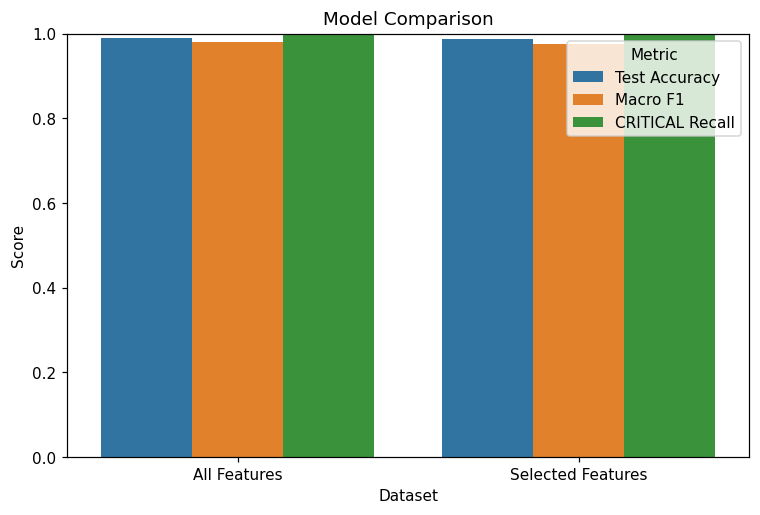 Model Comparison
1.0
0.8
0.6
0.4
0.2
0.0
Score
Metric
Test Accuracy
Macro F1
CRITICAL Recall
All Features
Selected Features
Dataset